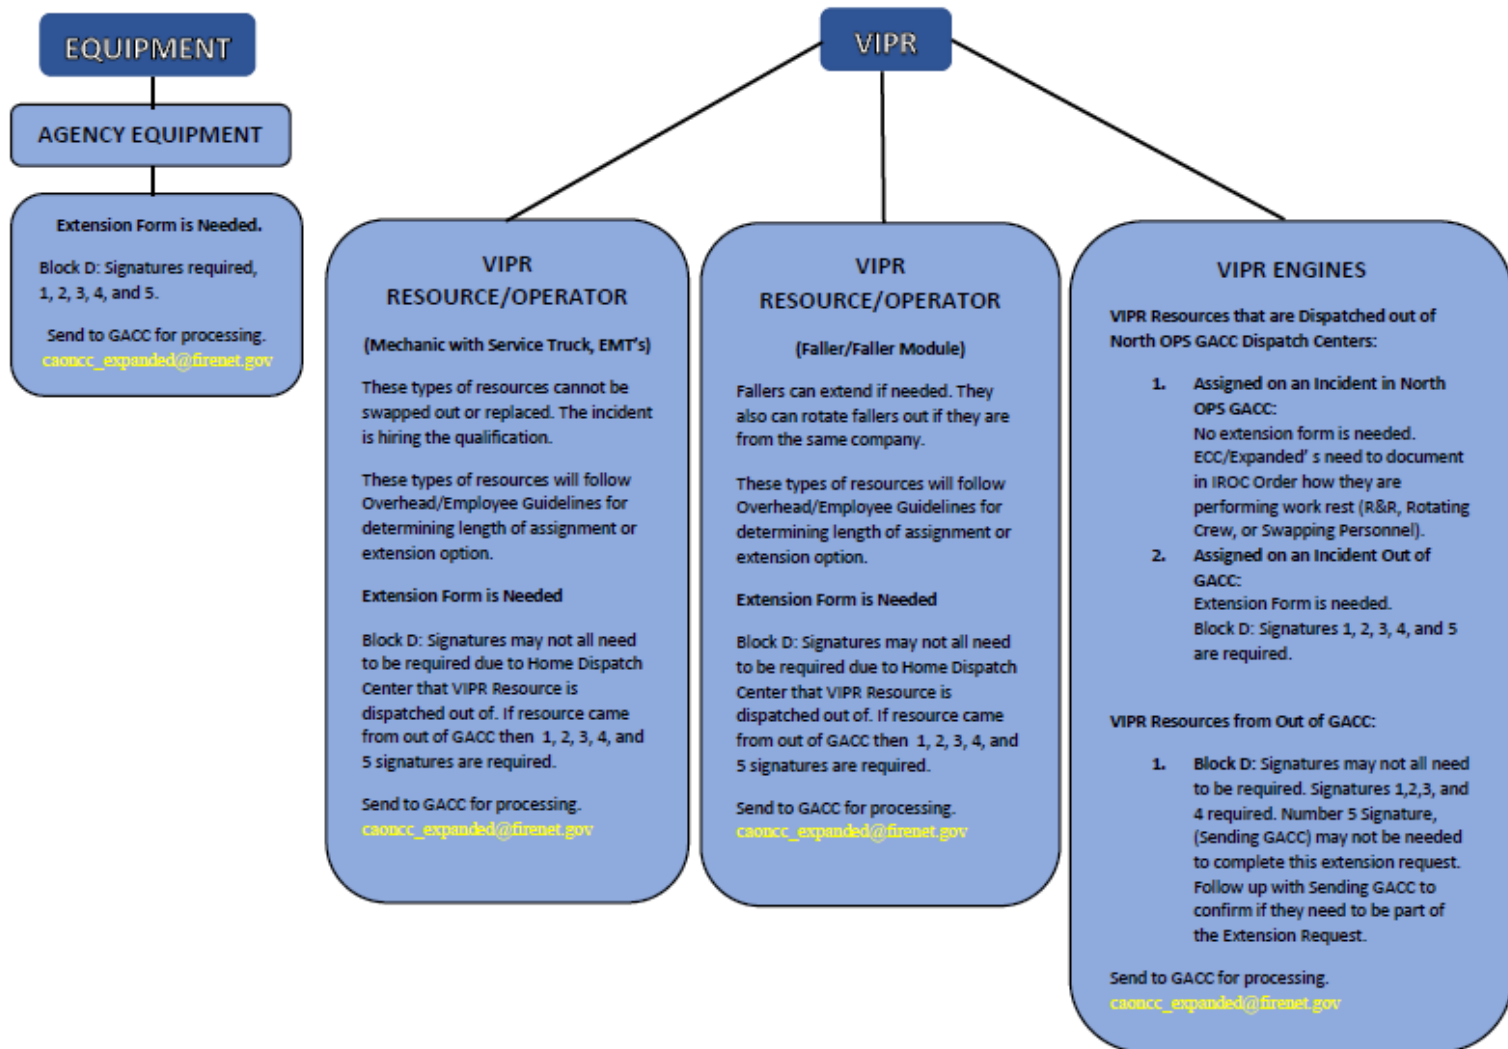 EQUIPMENT
AGENCY EQUIPMENT
Extension Form is Needed.
Block D: Signatures required,
1, 2, 3, 4, and 5.
Send to GACC for processing.
caoncc_expanded@firenet.gov
VIPR
VIPR
RESOURCE/OPERATOR
(Mechanic with Service Truck, EMT's)
These types of resources cannot be
swapped out or replaced. The incident
is hiring the qualification.
These types of resources will follow
Overhead/Employee Guidelines for
determining length of assignment or
extension option.
Extension Form is Needed
Block D: Signatures may not all need
to be required due to Home Dispatch
Center that VIPR Resource is
dispatched out of. If resource came
from out of GACC then 1, 2, 3, 4, and
5 signatures are required.
Send to GACC for processing.
caoncc_expanded@firenet.gov
VIPR
RESOURCE/OPERATOR
(Faller/Faller Module)
Fallers can extend if needed. They
also can rotate fallers out if they are
from the same company.
These types of resources will follow
Overhead/Employee Guidelines for
determining length of assignment or
extension option.
Extension Form is Needed
Block D: Signatures may not all need
to be required due to Home Dispatch
Center that VIPR Resource is
dispatched out of. If resource came
from out of GACC then 1, 2, 3, 4, and
5 signatures are required.
Send to GACC for processing.
caoncc_expanded@firenet.gov
VIPR ENGINES
VIPR Resources that are Dispatched out of
North OPS GACC Dispatch Centers:
1. Assigned on an Incident in North
OPS GACC:
No extension form is needed.
ECC/Expanded' s need to document
in IROC Order how they are
performing work rest (R&R, Rotating
Crew, or Swapping Personnel).
2. Assigned on an Incident Out of
GACC:
Extension Form is needed.
Block D: Signatures 1, 2, 3, 4, and 5
are required.
VIPR Resources from Out of GACC:
1. Block D: Signatures may not all need
to be required. Signatures 1,2,3, and
4 required. Number 5 Signature,
(Sending GACC) may not be needed
to complete this extension request.
Follow up with Sending GACC to
confirm if they need to be part of
the Extension Request.
Send to GACC for processing.
caoncc_expanded@firenet.gov